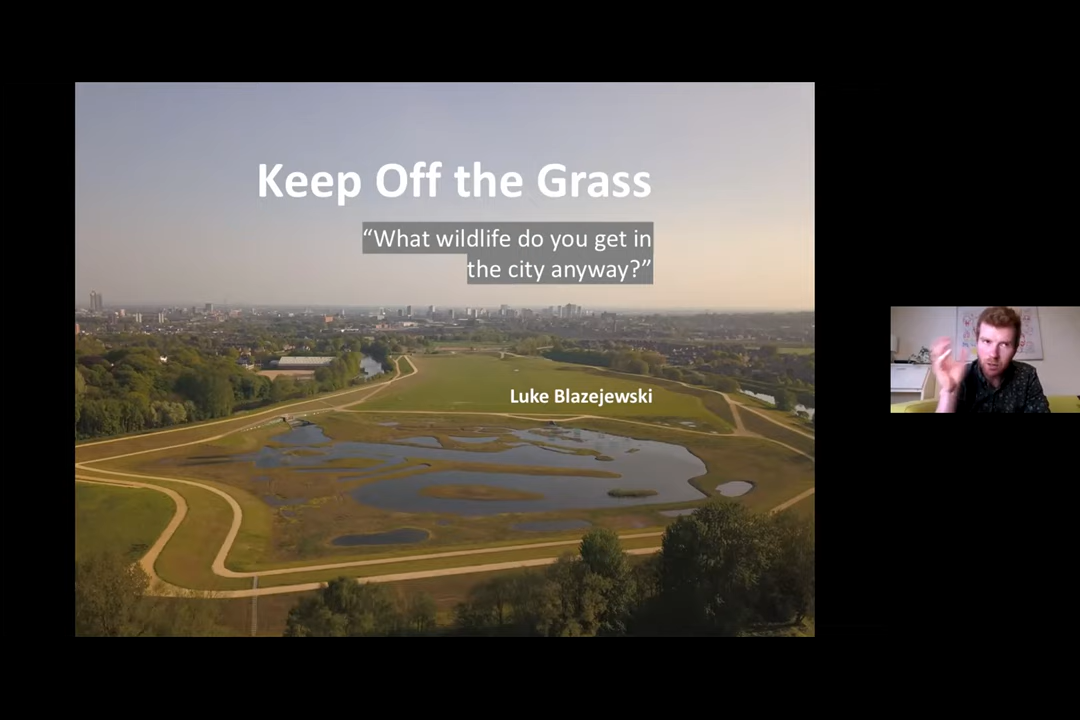 Keep Off the Grass
“What wildlife do you get in
the city anyway?”
Luke Blazejewski